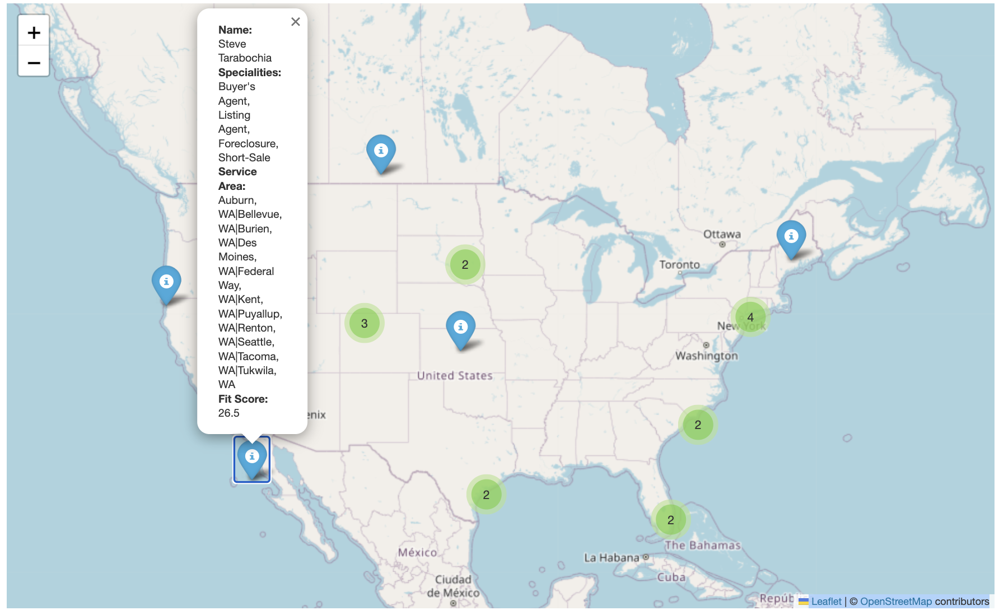 +
−
×
Name:
Steve
Tarabochia
Specialities:
Buyer's
Agent,
Listing
Agent,
Foreclosure,
Short-Sale
Service
Area:
Auburn,
WA|Bellevue,
WA|Burien,
WA|Des
Moines,
WA|Federal
Way,
WA|Kent,
WA|Puyallup,
WA|Renton,
WA|Seattle,
WA|Tacoma,
WA|Tukwila,
WA
Fit Score:
26.5
Ottawa
Toronto
2
3
4
New York
Washington
United States
enix
2
2
2
The Bahamas
México
La Habana
Cuba
Ciudad
de México
Repúb
Leaflet | © OpenStreetMap contributors